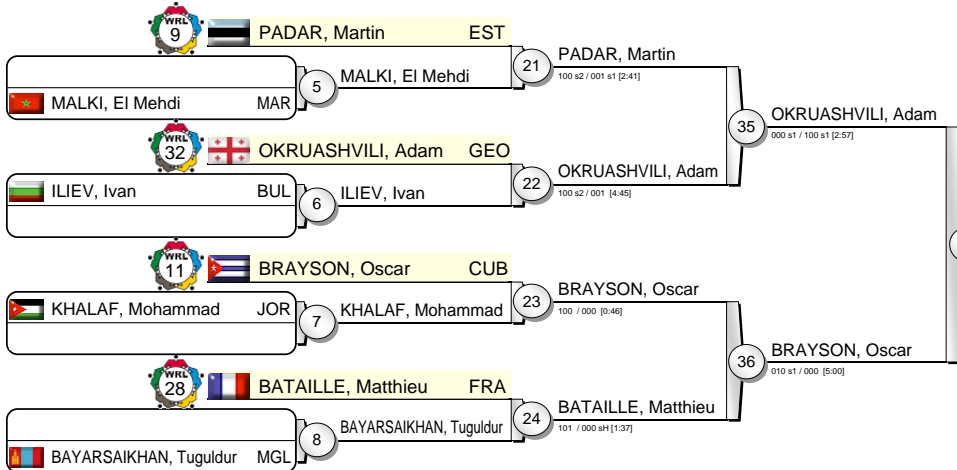 WRL
9
PADAR, Martin EST
MALKI, El Mehdi MAR
5
MALKI, El Mehdi
21
PADAR, Martin
100 s2 / 001 s1 [2:41]
35
OKRUASHVILI, Adam
000 s1 / 100 s1 [2:57]
WRL
32
OKRUASHVILI, Adam GEO
ILIEV, Ivan BUL
6
ILIEV, Ivan
22
OKRUASHVILI, Adam
100 s2 / 001 [4:45]
WRL
11
BRAYSON, Oscar CUB
KHALAF, Mohammad JOR
7
KHALAF, Mohammad
23
BRAYSON, Oscar
100 / 000 [0:46]
36
BRAYSON, Oscar
010 s1 / 000 [5:00]
WRL
28
BATAILLE, Matthieu FRA
8
BAYARSAIKHAN, Tuguldur
BAYARSAIKHAN, Tuguldur MGL
24
BATAILLE, Matthieu
101 / 000 sH [1:37]